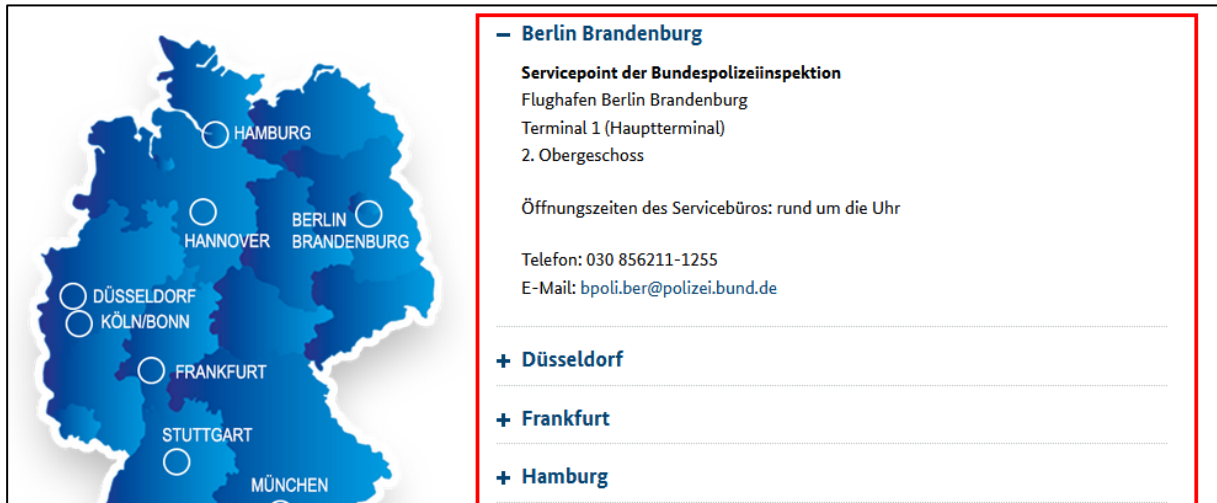 HAMBURG
HANNOVER
BERLIN
BRANDENBURG
DÜSSELDORF
KÖLN/BONN
FRANKFURT
STUTTGART
MÜNCHEN
– Berlin Brandenburg
Servicepoint der Bundespolizeiinspektion
Flughafen Berlin Brandenburg
Terminal 1 (Hauptterminal)
2. Obergeschoss
Öffnungszeiten des Servicebüros: rund um die Uhr
Telefon: 030 856211-1255
E-Mail: bpoli.ber@polizei.bund.de
+ Düsseldorf
+ Frankfurt
+ Hamburg